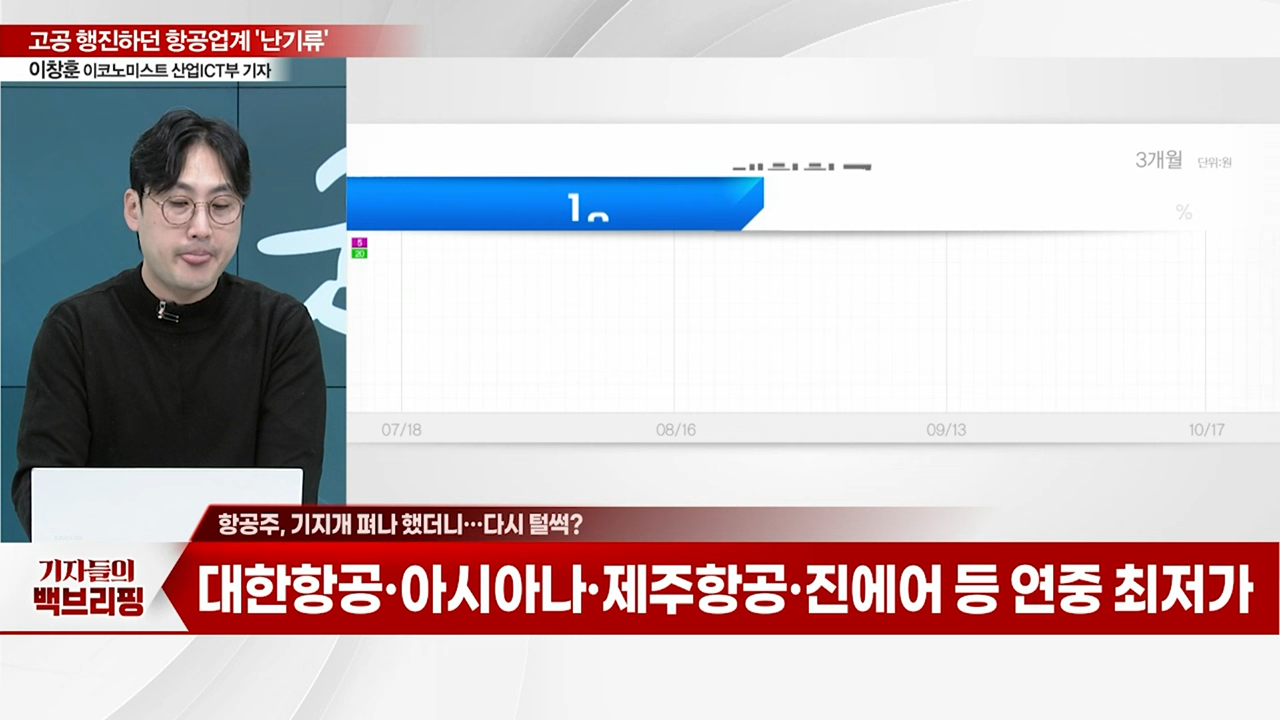 고공 행진하던 항공업계 '난기류'
이창훈 이코노미스트 산업ICT부 기자
3개월 단위:원
%
5
20
07/18 08/16 09/13 10/17
항공주, 기지개 펴나 했더니…다시 털썩?
기자들의
백브리핑
대한항공·아시아나·제주항공·진에어 등 연중 최저가